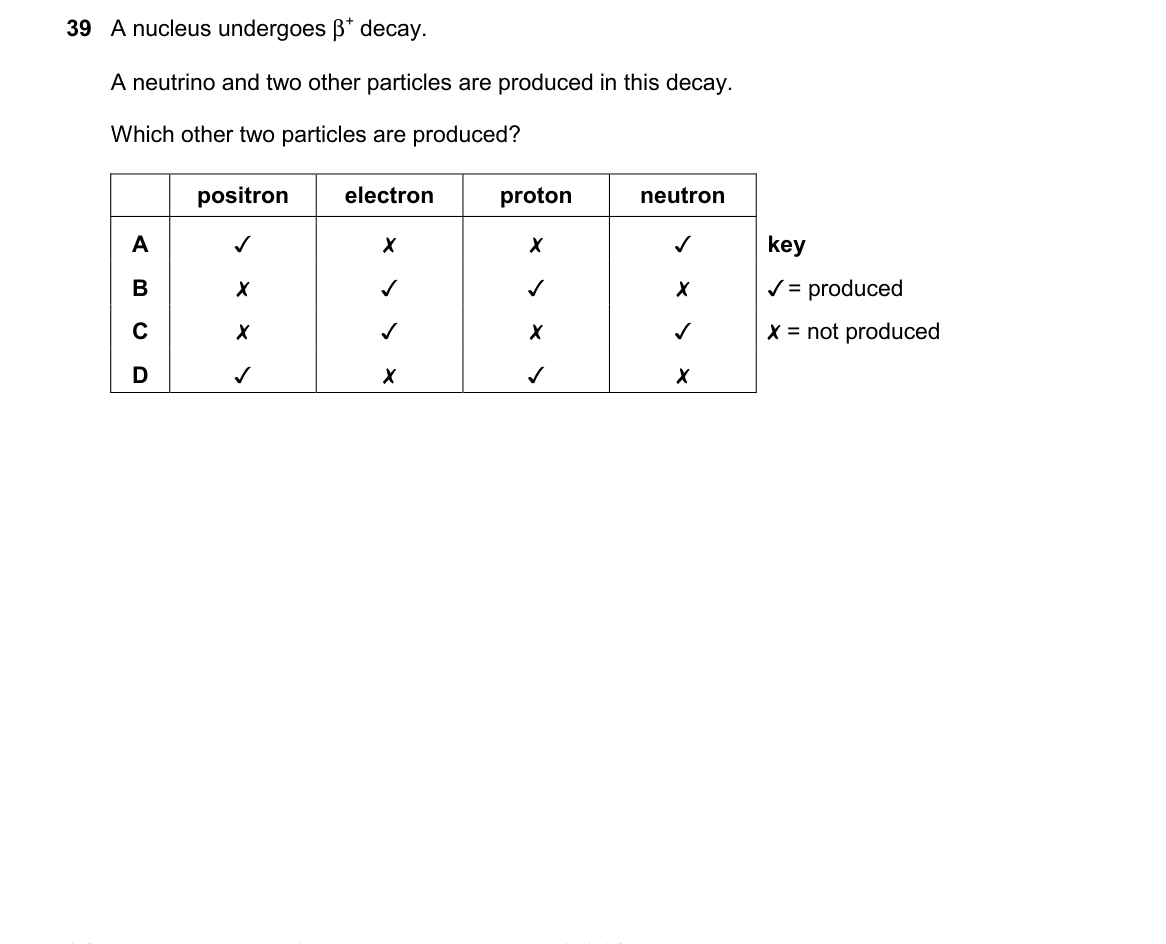 39 A nucleus undergoes β⁺ decay.
A neutrino and two other particles are produced in this decay.
Which other two particles are produced?
positron electron proton neutron
A ✓ ✗ ✗ ✓ key
B ✗ ✓ ✓ ✗ ✓ = produced
C ✗ ✓ ✗ ✓ ✗ = not produced
D ✓ ✗ ✓ ✗